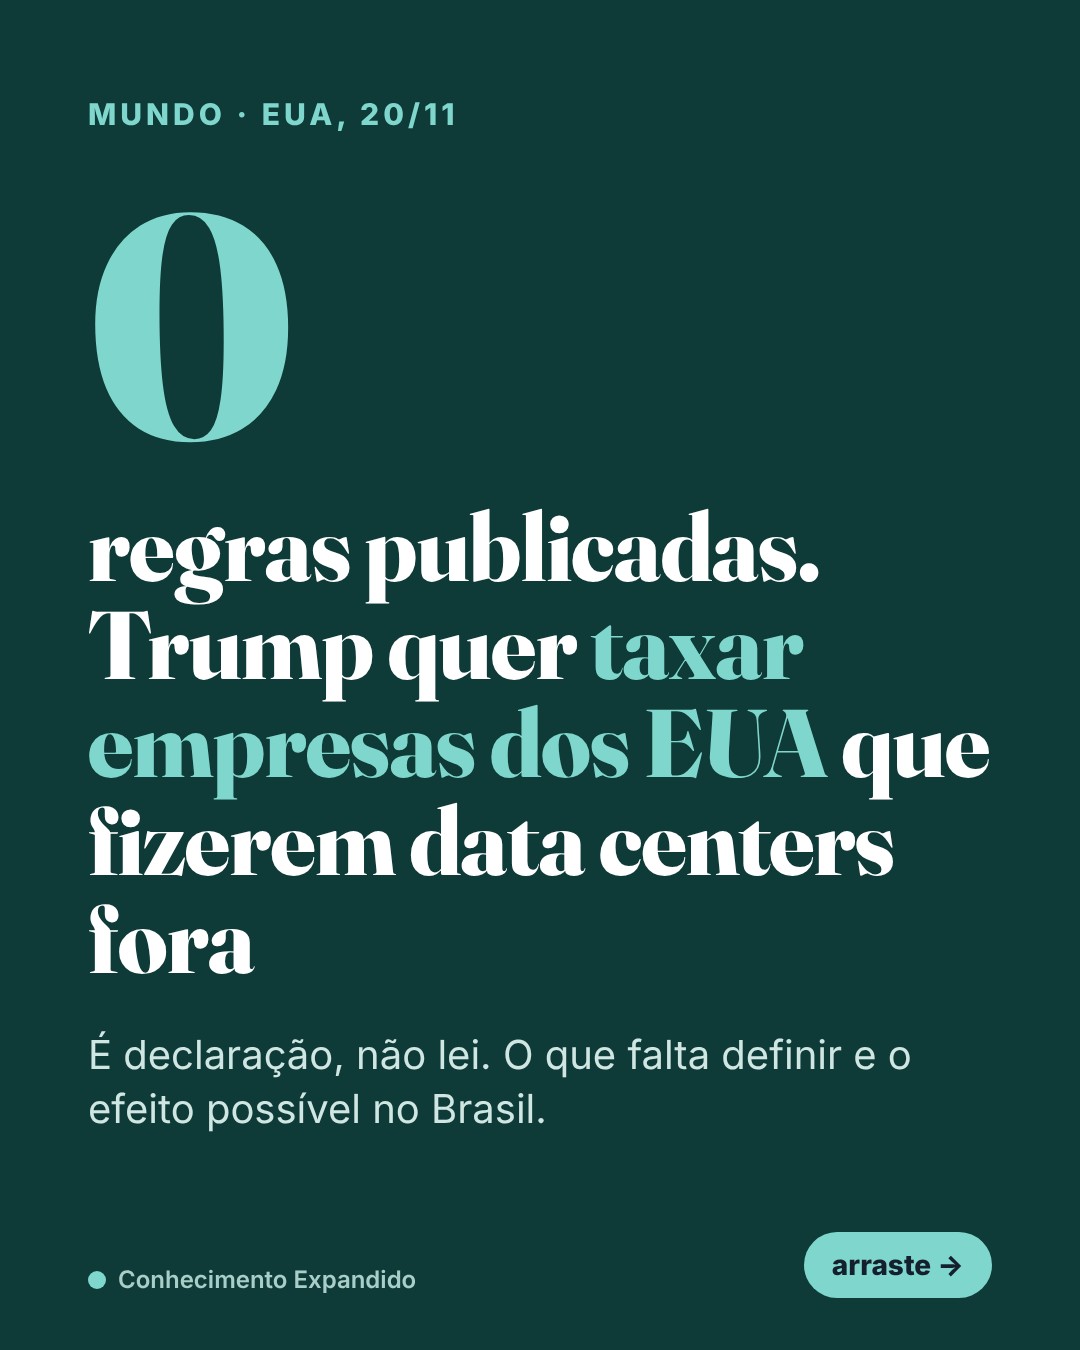 MUNDO · EUA, 20/11
0
regras publicadas.
Trump quer taxar
empresas dos EUA que
fizerem data centers
fora
É declaração, não lei. O que falta definir e o
efeito possível no Brasil.
Conhecimento Expandido
arraste →